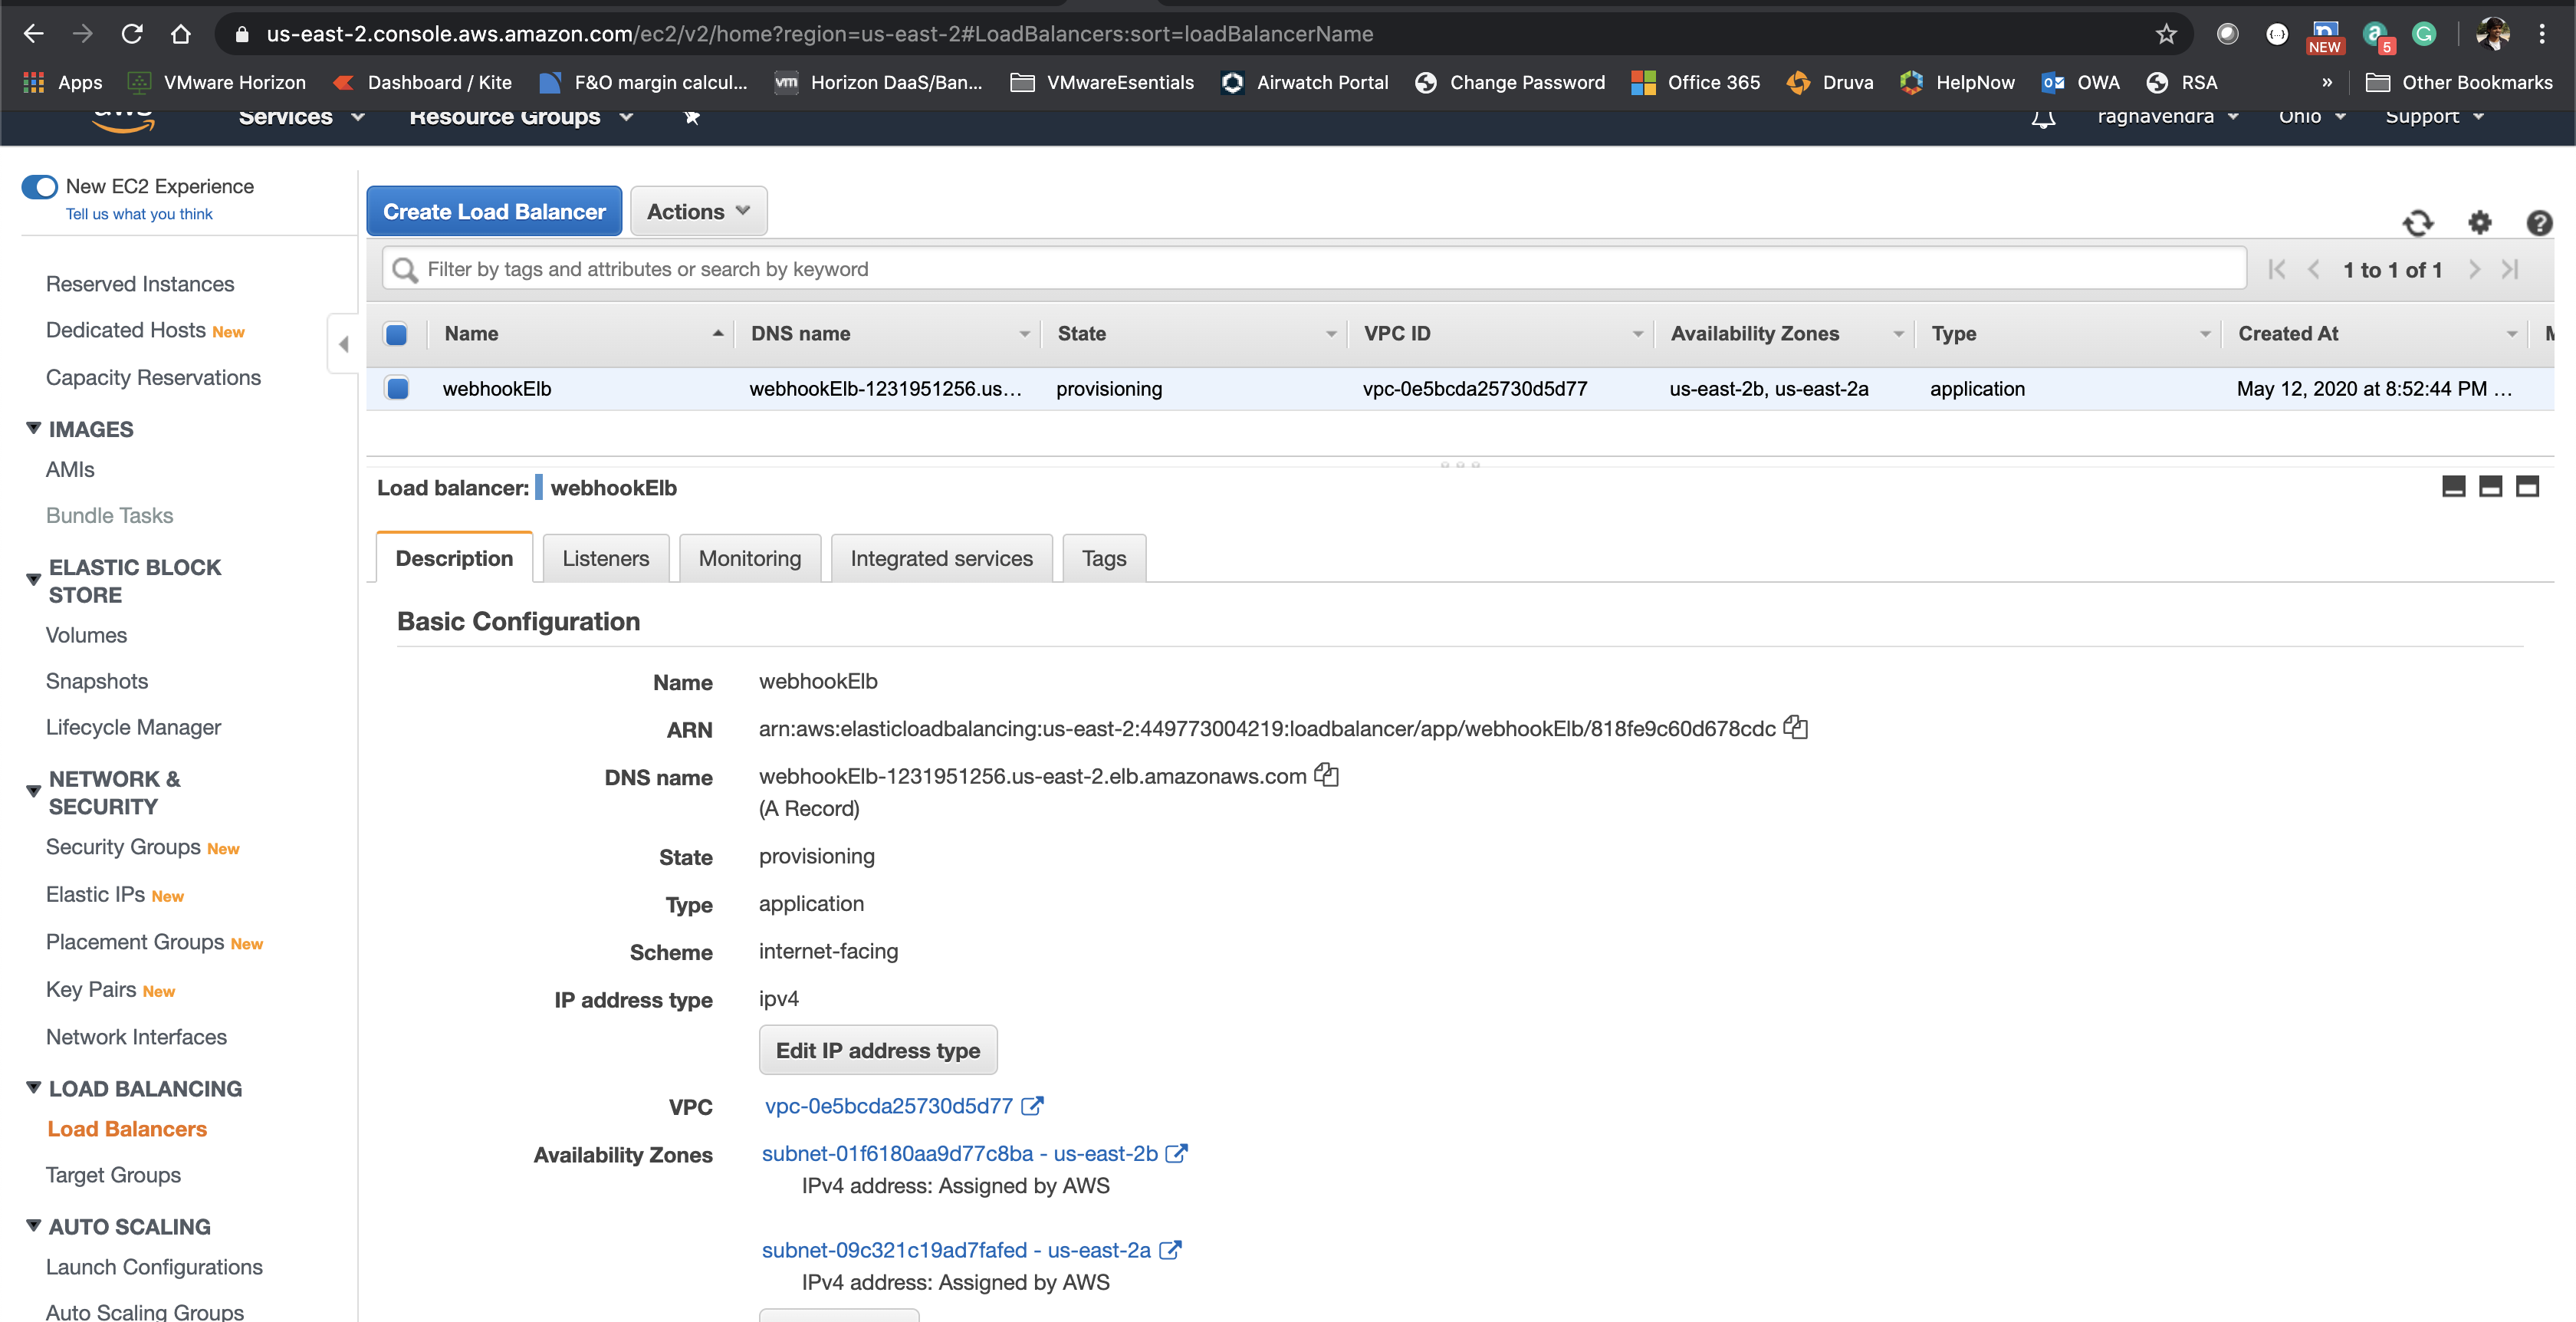 us-east-2.console.aws.amazon.com/ec2/v2/home?region=us-east-2#LoadBalancers:sort=loadBalancerName
NEW
5
Apps VMware Horizon Dashboard / Kite F&O margin calcul... vm Horizon DaaS/Ban... VMwareEsentials Airwatch Portal Change Password Office 365 Druva HelpNow OWA RSA » Other Bookmarks
aws Services Resource Groups raghavendra Ohio Support
New EC2 Experience
Tell us what you think
Reserved Instances
Dedicated Hosts New
Capacity Reservations
IMAGES
AMIs
Bundle Tasks
ELASTIC BLOCK
STORE
Volumes
Snapshots
Lifecycle Manager
NETWORK &
SECURITY
Security Groups New
Elastic IPs New
Placement Groups New
Key Pairs New
Network Interfaces
LOAD BALANCING
Load Balancers
Target Groups
AUTO SCALING
Launch Configurations
Auto Scaling Groups
Create Load Balancer Actions
Filter by tags and attributes or search by keyword 1 to 1 of 1
Name DNS name State VPC ID Availability Zones Type Created At
webhookElb webhookElb-1231951256.us... provisioning vpc-0e5bcda25730d5d77 us-east-2b, us-east-2a application May 12, 2020 at 8:52:44 PM ...
Load balancer: webhookElb
Description Listeners Monitoring Integrated services Tags
Basic Configuration
Name webhookElb
ARN arn:aws:elasticloadbalancing:us-east-2:449773004219:loadbalancer/app/webhookElb/818fe9c60d678cdc
DNS name webhookElb-1231951256.us-east-2.elb.amazonaws.com
(A Record)
State provisioning
Type application
Scheme internet-facing
IP address type ipv4
Edit IP address type
VPC vpc-0e5bcda25730d5d77
Availability Zones subnet-01f6180aa9d77c8ba - us-east-2b
IPv4 address: Assigned by AWS
subnet-09c321c19ad7fafed - us-east-2a
IPv4 address: Assigned by AWS